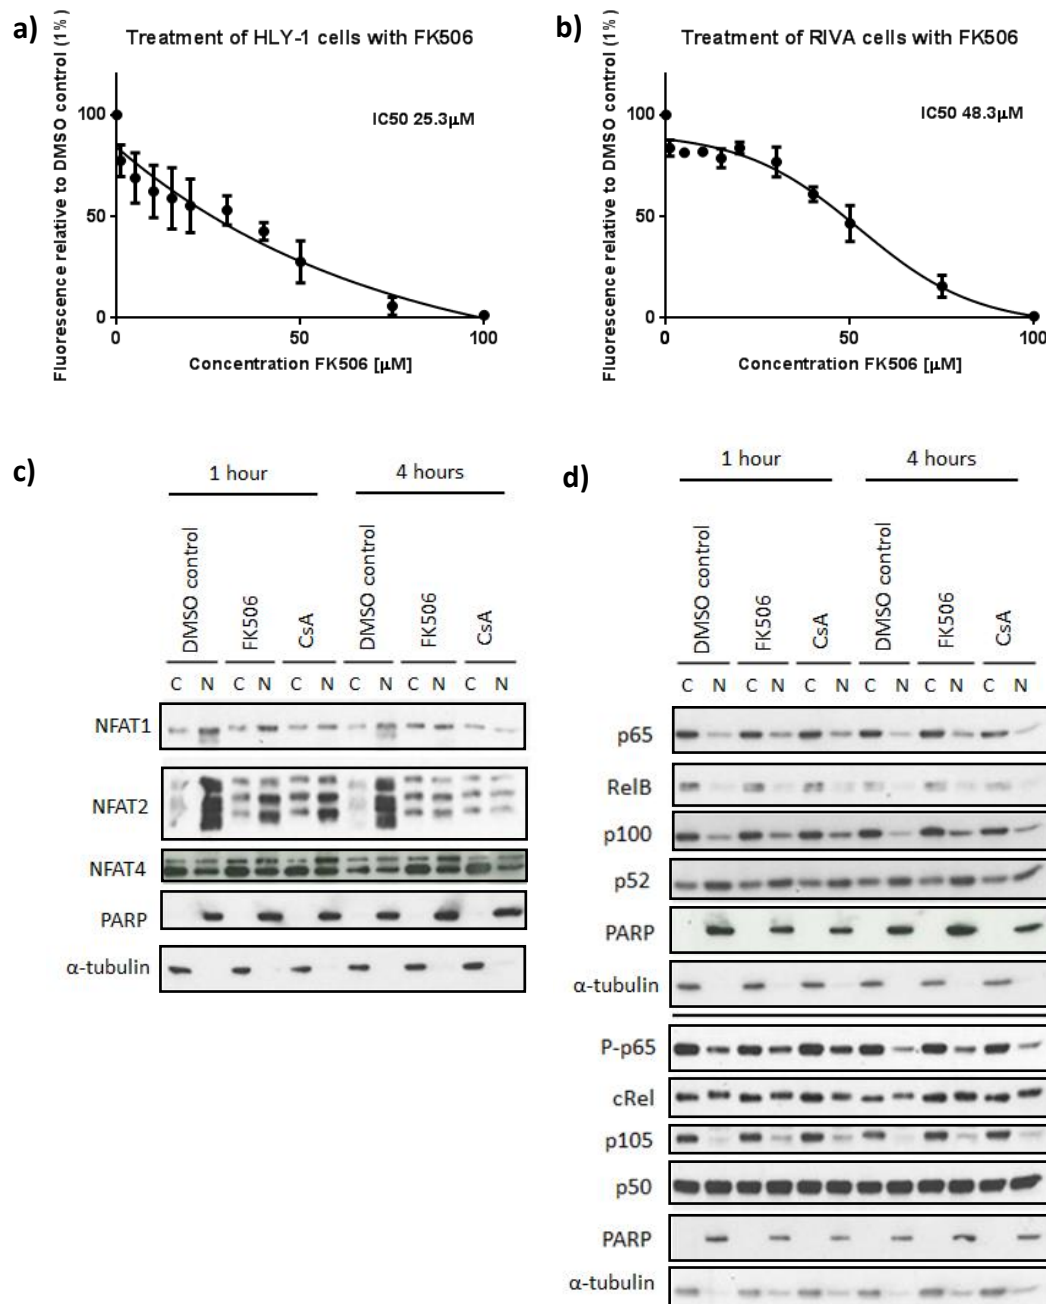 a)
Treatment of HLY-1 cells with FK506
Fluorescence relative to DMSO control (1%)
IC50 25.3µM
100
50
0
0 50 100
Concentration FK506 [µM]
b)
Treatment of RIVA cells with FK506
Fluorescence relative to DMSO control (1%)
IC50 48.3µM
100
50
0
0 50 100
Concentration FK506 [µM]
c)
1 hour 4 hours
DMSO control FK506 CsA DMSO control FK506 CsA
C N C N C N C N C N C N
NFAT1
NFAT2
NFAT4
PARP
α-tubulin
d)
1 hour 4 hours
DMSO control FK506 CsA DMSO control FK506 CsA
C N C N C N C N C N C N
p65
RelB
p100
p52
PARP
α-tubulin
P-p65
cRel
p105
p50
PARP
α-tubulin